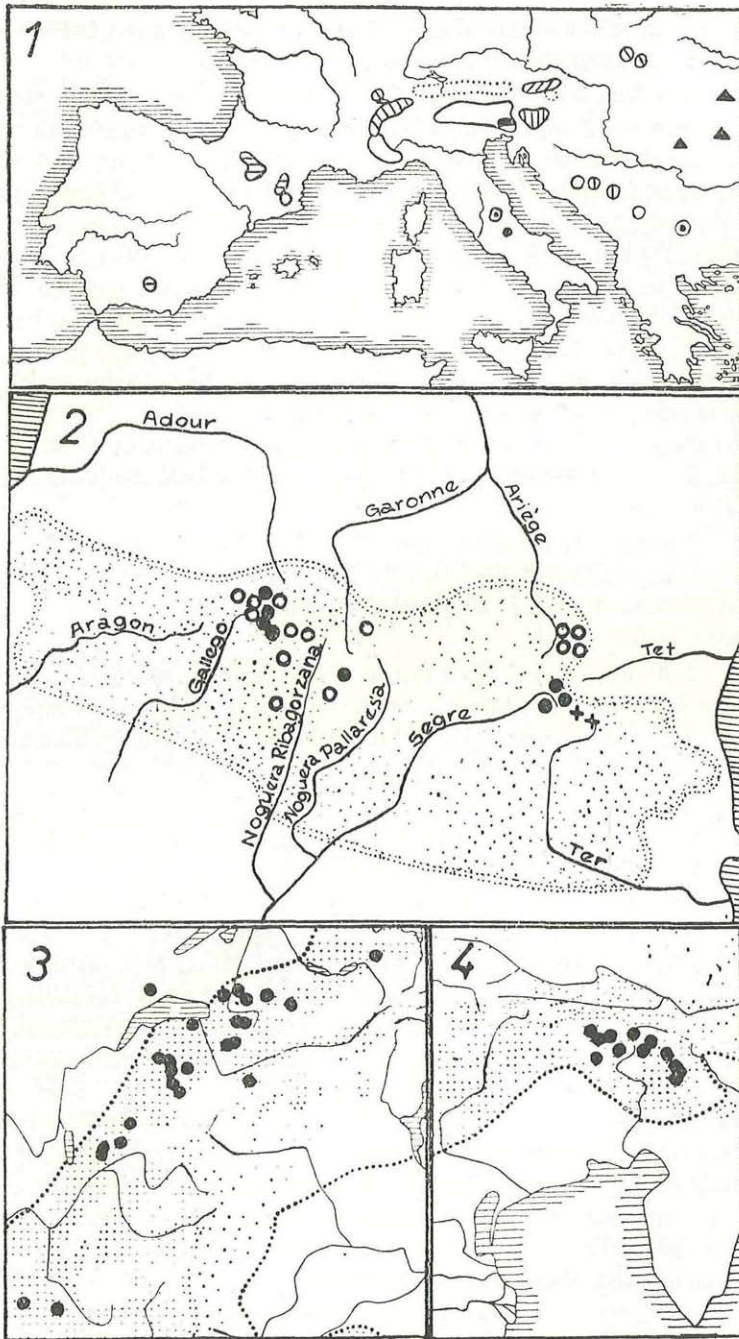 1
2
Adour
Garonne
Ariège
Aragon
Gallego
Noguera Ribagorzana
Noguera Pallaresa
Segre
Tet
Ter
3
4